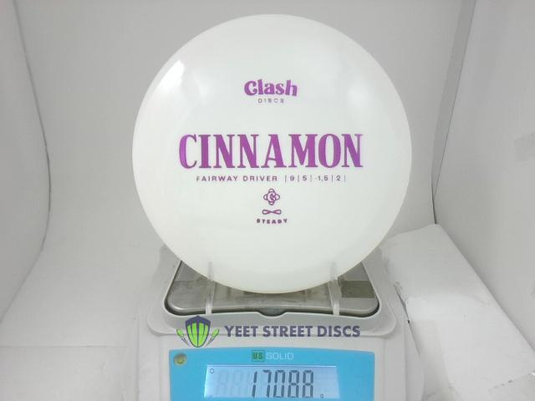 Clash
DISCS
CINNAMON
FAIRWAY DRIVER | 9 | 5 | -1,5 | 2 |
STEADY
YEET STREET DISCS
U.S SOLID
170.88